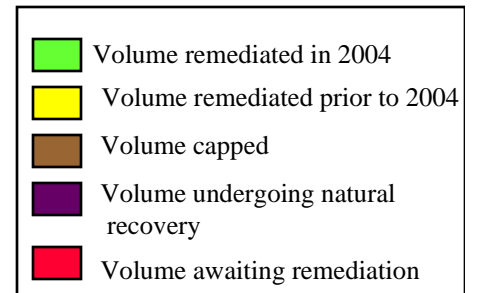 Volume remediated in 2004
Volume remediated prior to 2004
Volume capped
Volume undergoing natural
recovery
Volume awaiting remediation